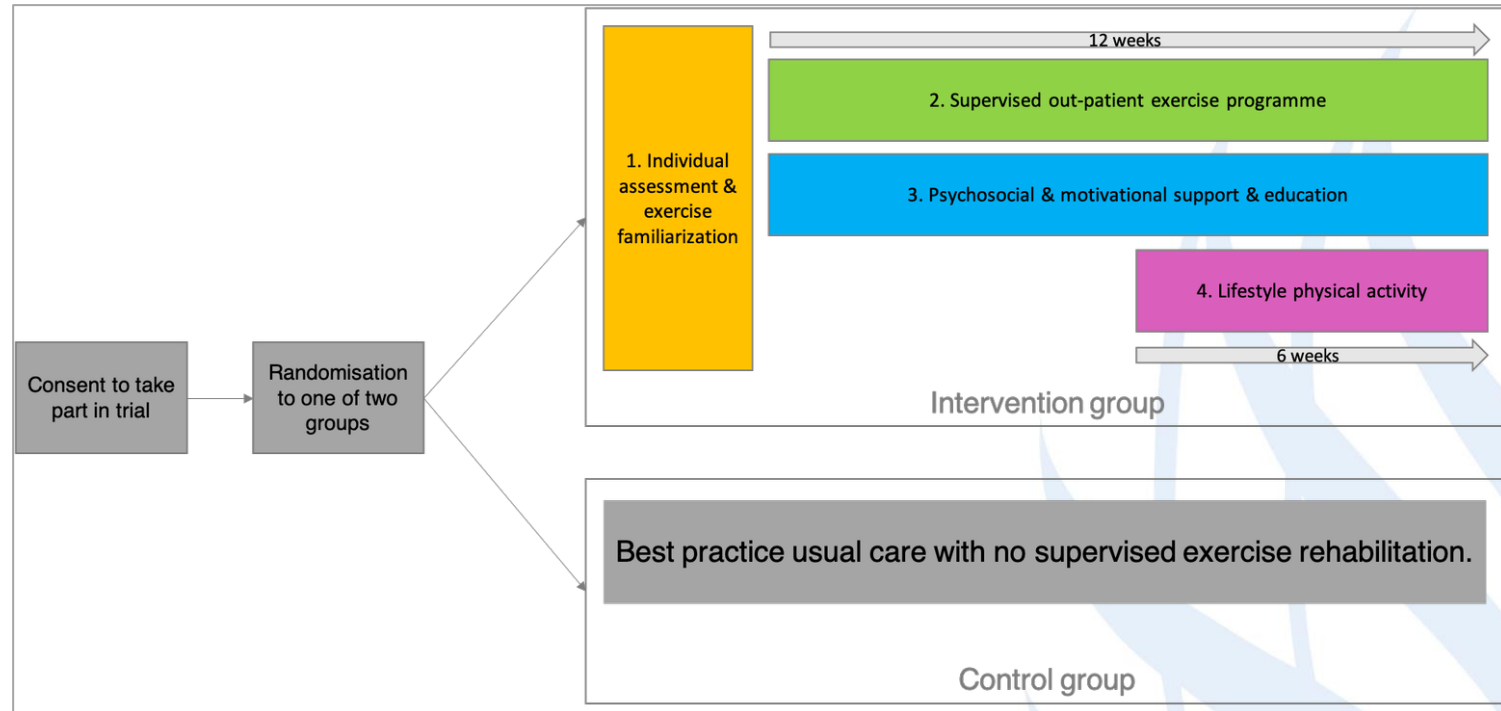 Consent to take
part in trial
Randomisation
to one of two
groups
1. Individual
assessment &
exercise
familiarization
12 weeks
2. Supervised out-patient exercise programme
3. Psychosocial & motivational support & education
4. Lifestyle physical activity
6 weeks
Intervention group
Best practice usual care with no supervised exercise rehabilitation.
Control group